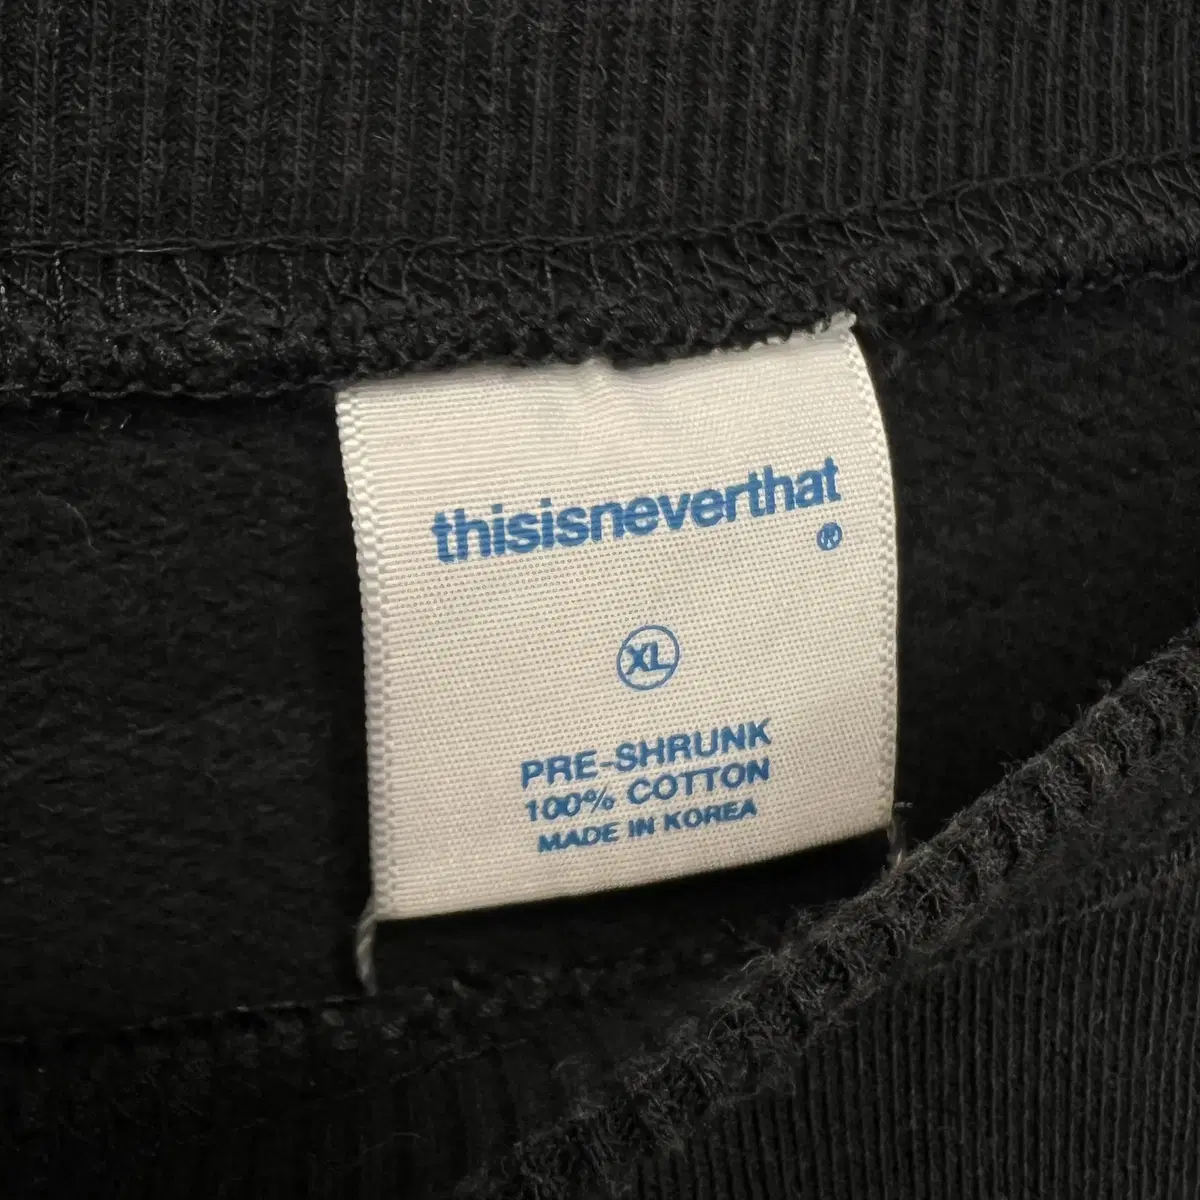 thisisneverthat
®
XL
PRE-SHRUNK
100% COTTON
MADE IN KOREA